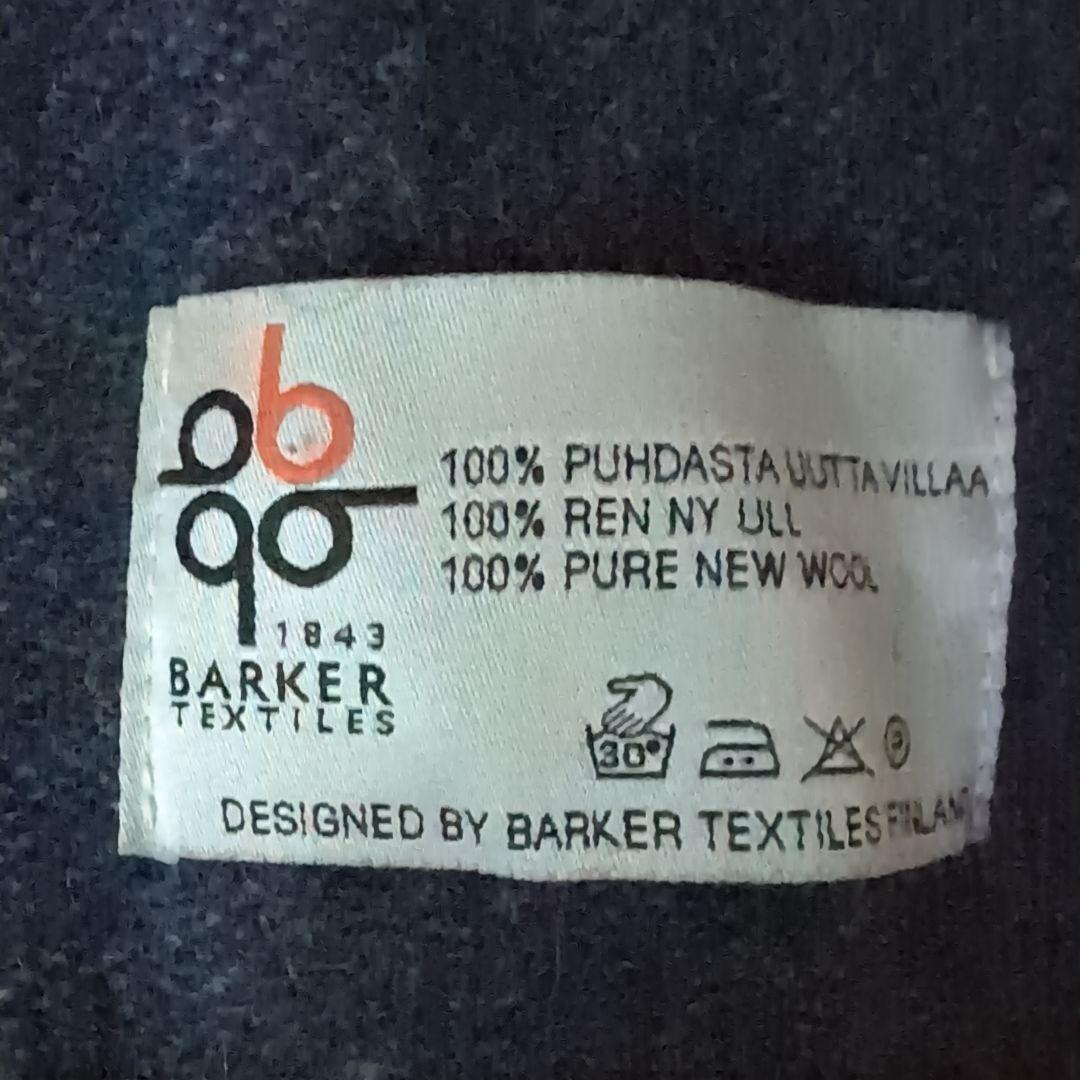 100% PUHDASTA UUTTA VILLAA
100% REN NY ULL
100% PURE NEW WOOL
1843
BARKER
TEXTILES
30°
DESIGNED BY BARKER TEXTILES FINLAND